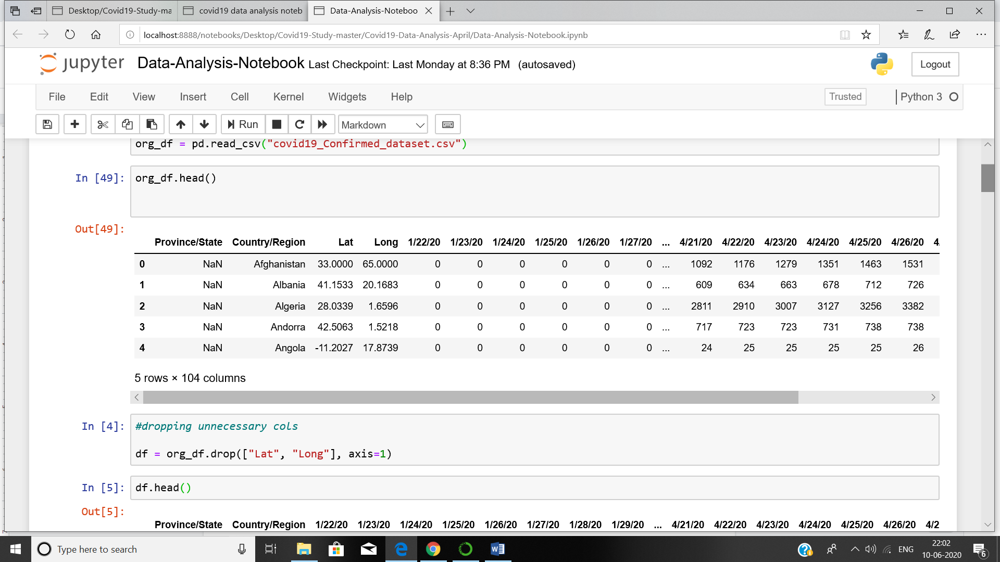 Desktop/Covid19-Study-ma
covid19 data analysis noteb
Data-Analysis-Noteboo
localhost:8888/notebooks/Desktop/Covid19-Study-master/Covid19-Data-Analysis-April/Data-Analysis-Notebook.ipynb
jupyter Data-Analysis-Notebook Last Checkpoint: Last Monday at 8:36 PM (autosaved) Logout
File Edit View Insert Cell Kernel Widgets Help Trusted Python 3
Run Markdown
org_df = pd.read_csv("covid19_Confirmed_dataset.csv")
In [49]: org_df.head()
Out[49]:
Province/State Country/Region Lat Long 1/22/20 1/23/20 1/24/20 1/25/20 1/26/20 1/27/20 ... 4/21/20 4/22/20 4/23/20 4/24/20 4/25/20 4/26/20 4
0 NaN Afghanistan 33.0000 65.0000 0 0 0 0 0 0 ... 1092 1176 1279 1351 1463 1531
1 NaN Albania 41.1533 20.1683 0 0 0 0 0 0 ... 609 634 663 678 712 726
2 NaN Algeria 28.0339 1.6596 0 0 0 0 0 0 ... 2811 2910 3007 3127 3256 3382
3 NaN Andorra 42.5063 1.5218 0 0 0 0 0 0 ... 717 723 723 731 738 738
4 NaN Angola -11.2027 17.8739 0 0 0 0 0 0 ... 24 25 25 25 25 26
5 rows × 104 columns
In [4]: #dropping unnecessary cols
df = org_df.drop(["Lat", "Long"], axis=1)
In [5]: df.head()
Out[5]:
Province/State Country/Region 1/22/20 1/23/20 1/24/20 1/25/20 1/26/20 1/27/20 1/28/20 1/29/20 ... 4/21/20 4/22/20 4/23/20 4/24/20 4/25/20 4/26/20 4/2
Type here to search
ENG
22:02
10-06-2020
6